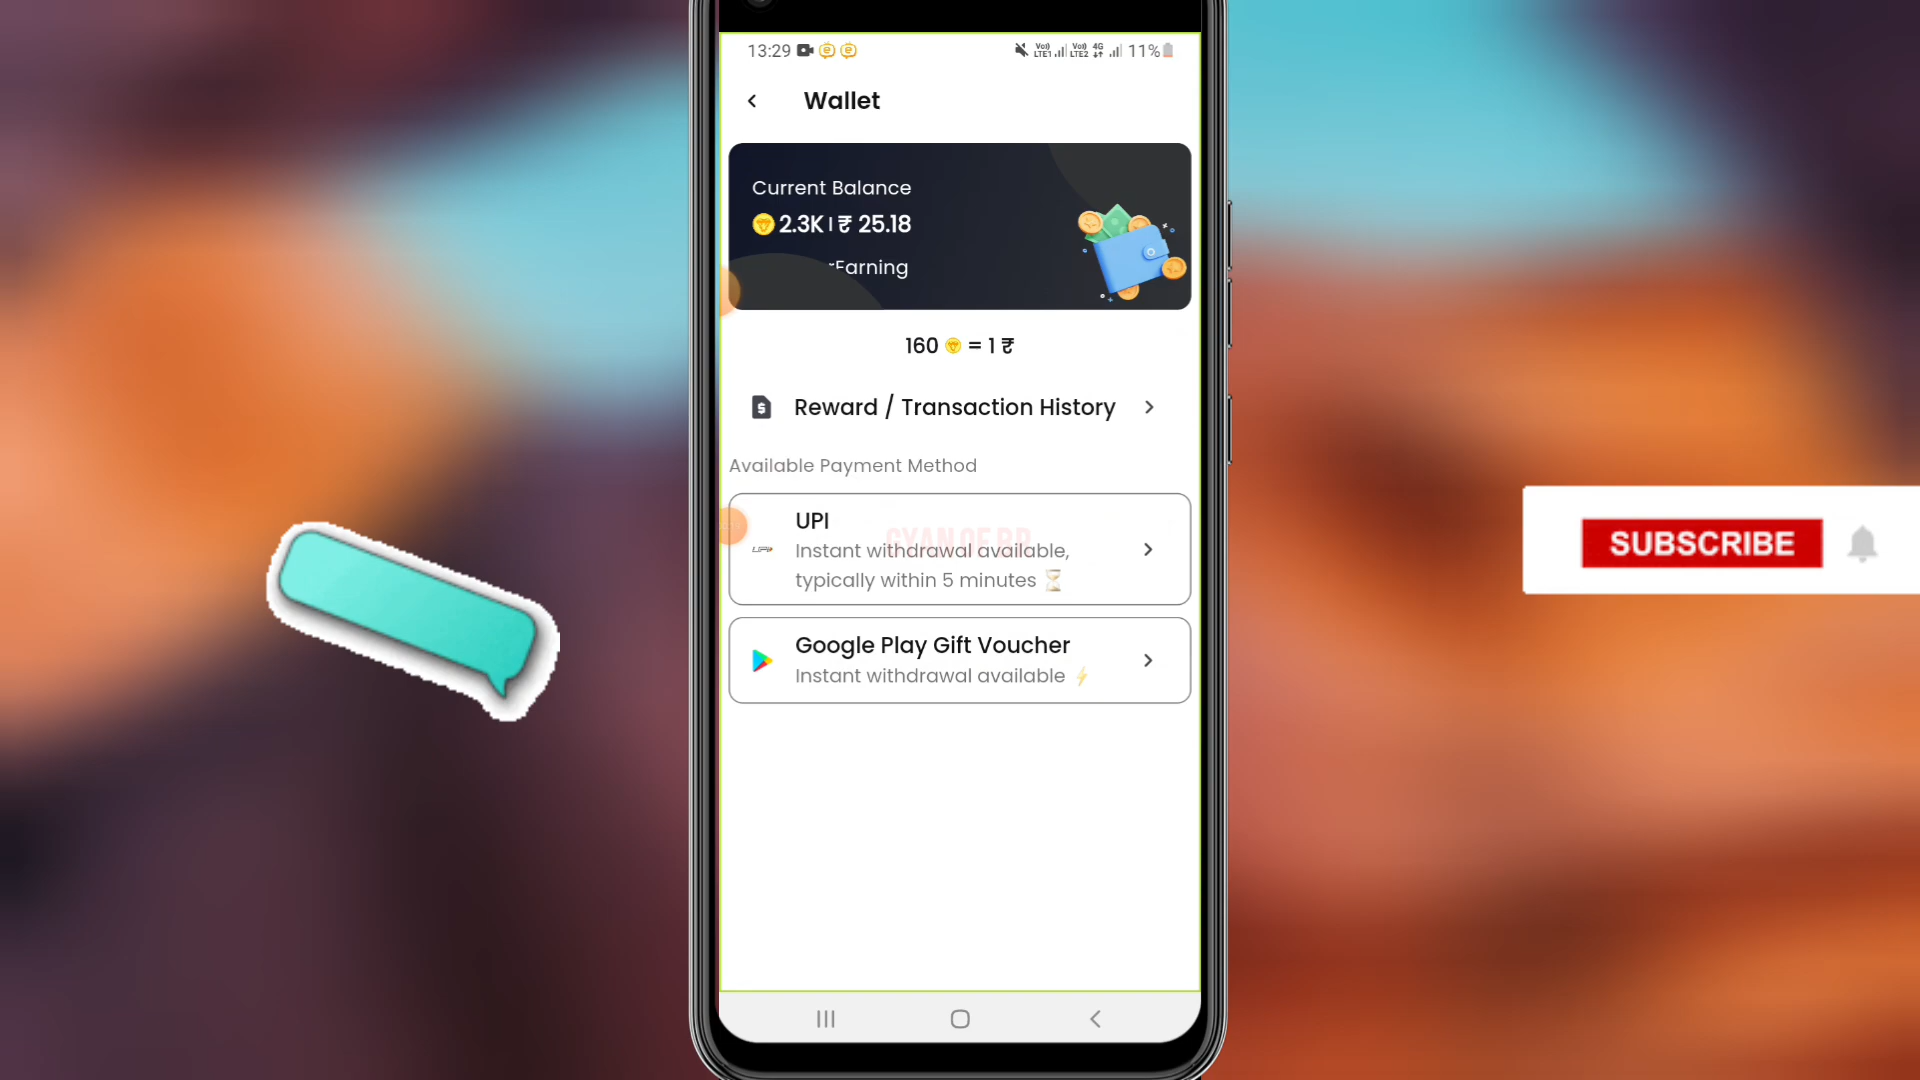 13:29
11%
Wallet
Current Balance
2.3K | ₹ 25.18
Earning
160 = 1 ₹
Reward / Transaction History
Available Payment Method
UPI
Instant withdrawal available,
typically within 5 minutes
Google Play Gift Voucher
Instant withdrawal available
SUBSCRIBE